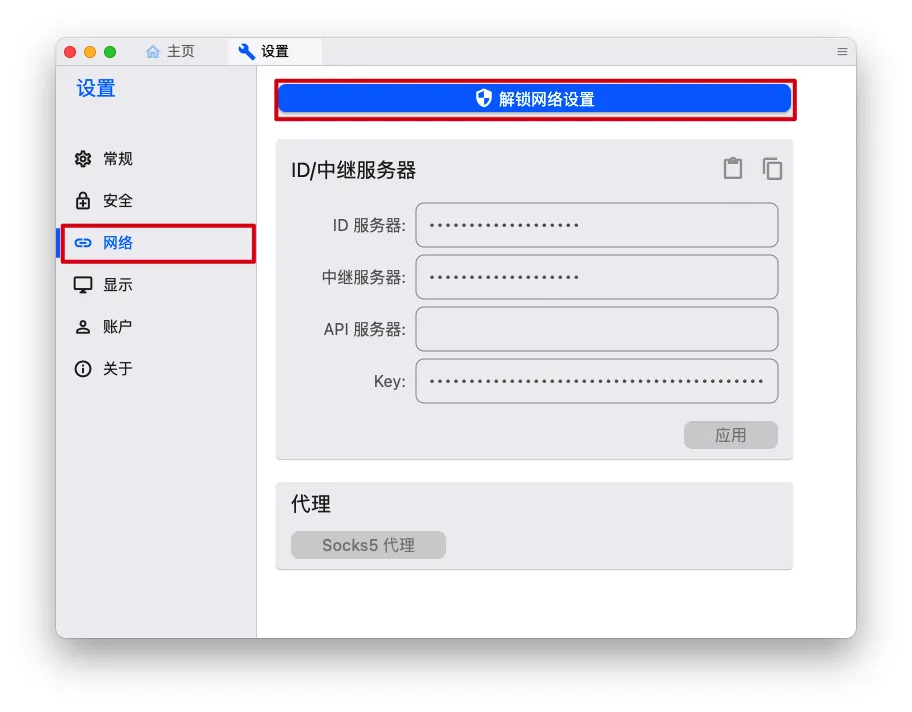 主页
设置
设置
常规
安全
网络
显示
账户
关于
解锁网络设置
ID/中继服务器
ID 服务器:
中继服务器:
API 服务器:
Key:
应用
代理
Socks5 代理